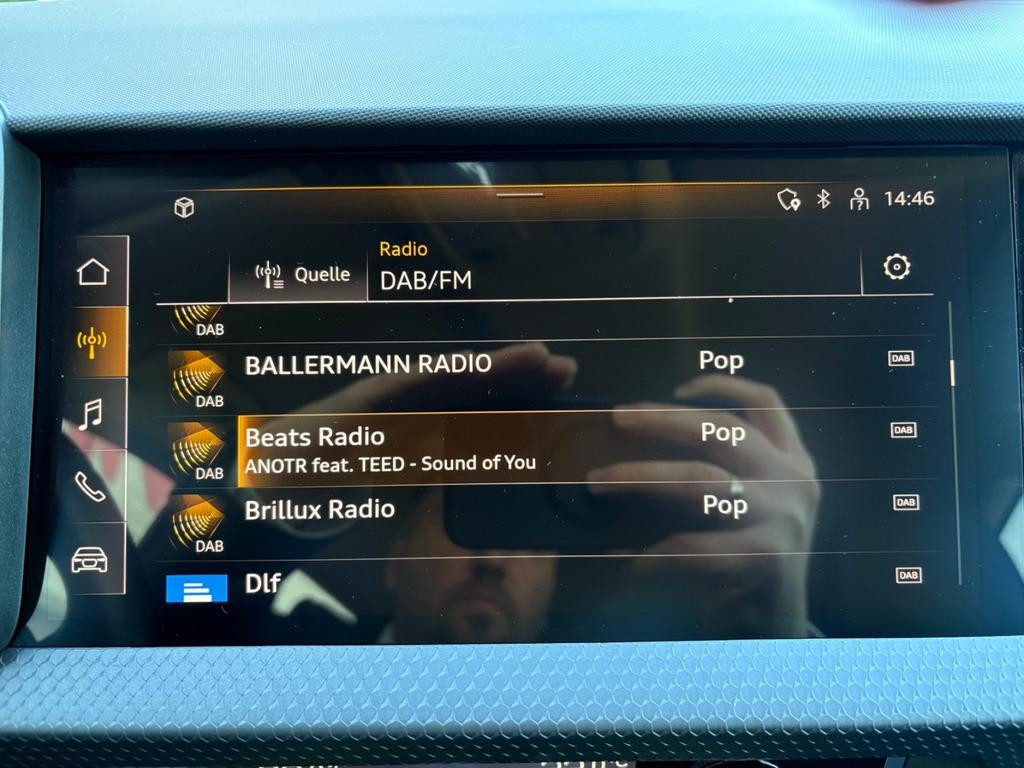 14:46
Radio
Quelle
DAB/FM
DAB
BALLERMANN RADIO Pop DAB
DAB
Beats Radio Pop DAB
ANOTR feat. TEED - Sound of You
DAB
Brillux Radio Pop DAB
DAB
Dlf DAB